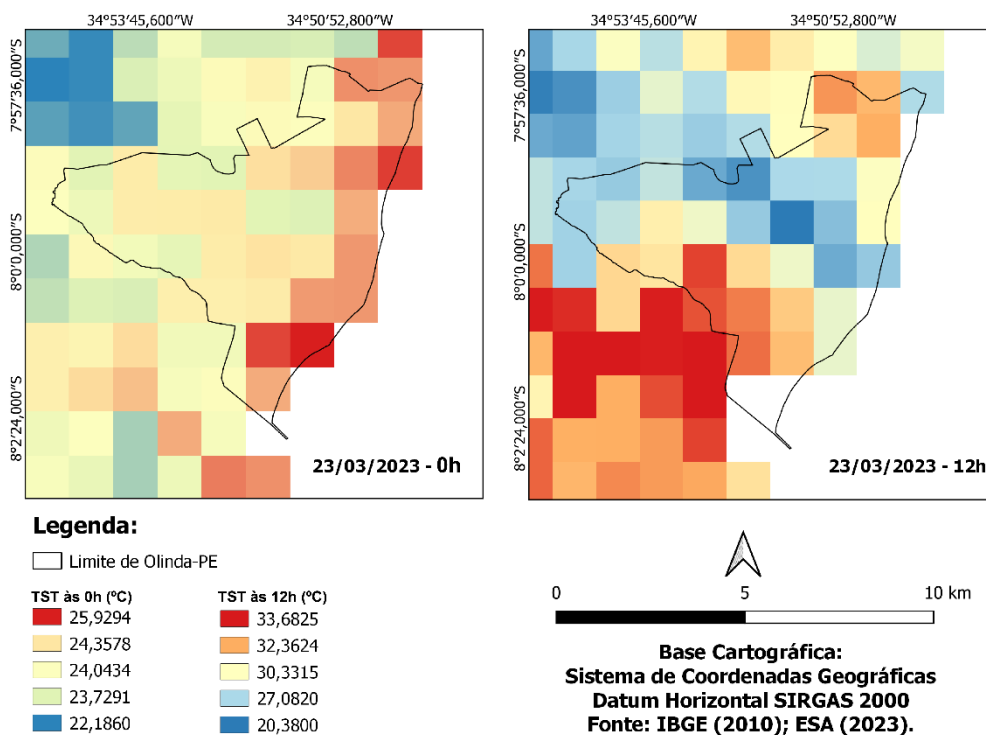 34°53'45,600"W 34°50'52,800"W
34°53'45,600"W 34°50'52,800"W
7°57'36,000"S
8°0'0,000"S
8°2'24,000"S
7°57'36,000"S
8°0'0,000"S
8°2'24,000"S
23/03/2023 - 0h
23/03/2023 - 12h
Legenda:
Limite de Olinda-PE
TST às 0h (ºC)
25,9294
24,3578
24,0434
23,7291
22,1860
TST às 12h (ºC)
33,6825
32,3624
30,3315
27,0820
20,3800
0 5 10 km
Base Cartográfica:
Sistema de Coordenadas Geográficas
Datum Horizontal SIRGAS 2000
Fonte: IBGE (2010); ESA (2023).